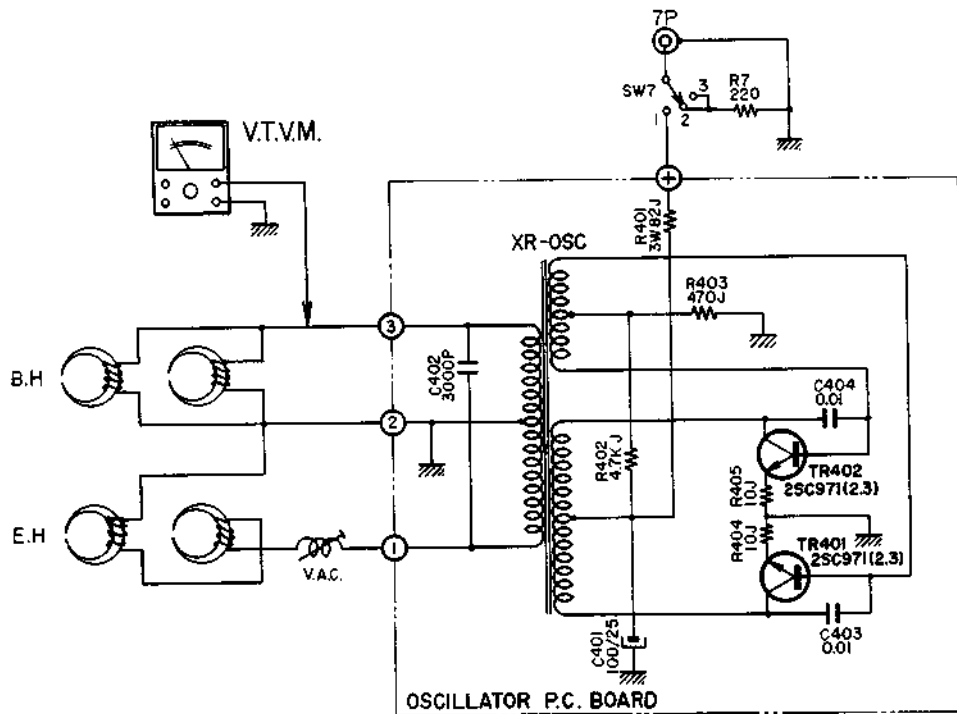 7P
SW7
3
R7
220
1
2
V.T.V.M.
+
R401
3W82J
XR-OSC
R403
470J
3
C402
3000P
B.H
C404
0.01
2
R402
4.7KJ
TR402
2SC971(2.3)
R405
10J
E.H
R404
10J
TR401
2SC971(2.3)
1
V.A.C.
C401
100/25J
C403
0.01
OSCILLATOR P.C. BOARD